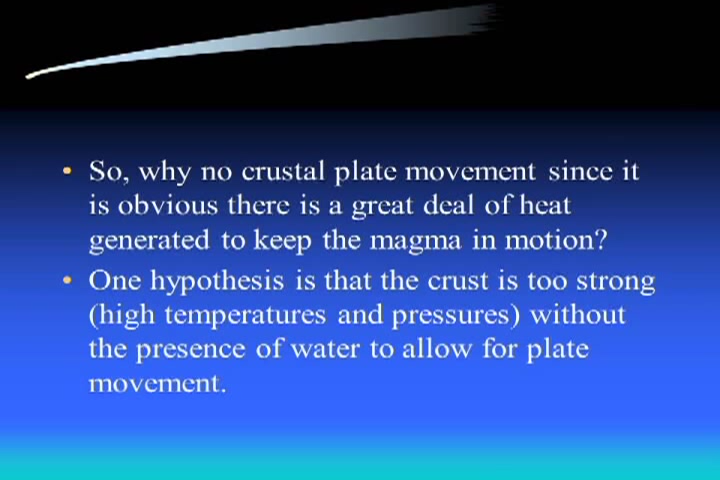 • So, why no crustal plate movement since it
is obvious there is a great deal of heat
generated to keep the magma in motion?
• One hypothesis is that the crust is too strong
(high temperatures and pressures) without
the presence of water to allow for plate
movement.